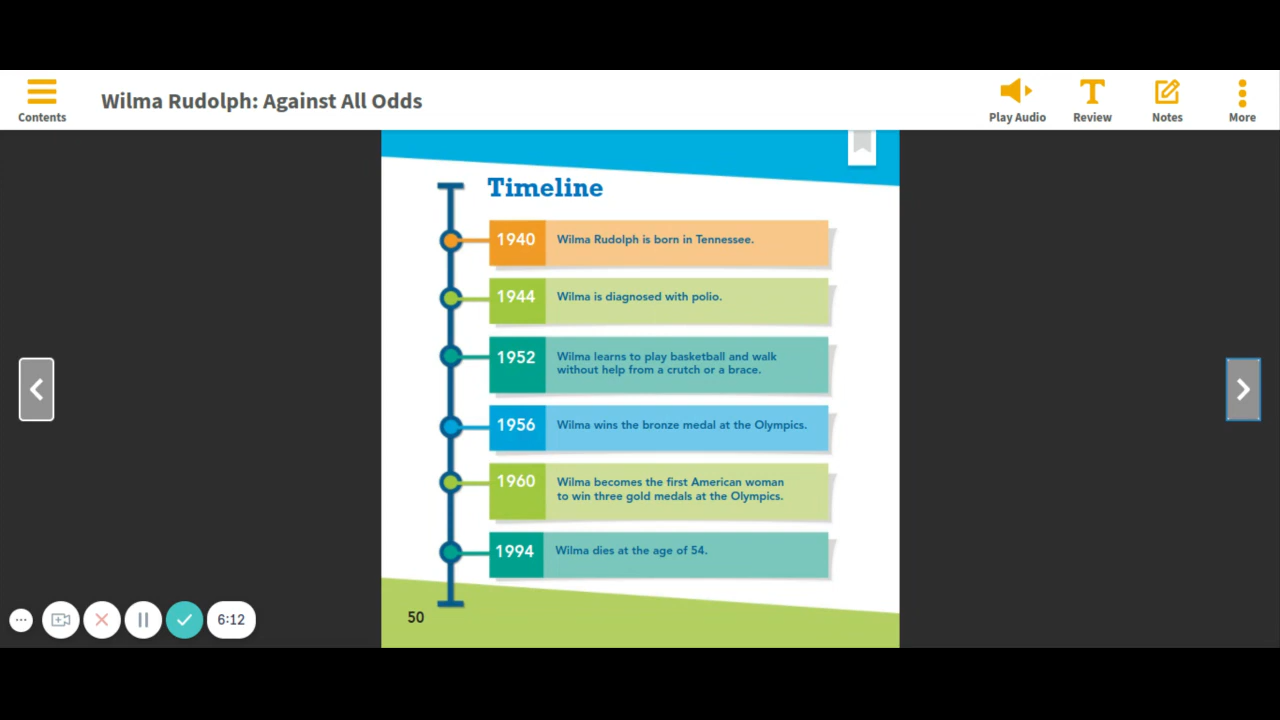 Contents
Wilma Rudolph: Against All Odds
Play Audio
Review
Notes
More
Timeline
1940
Wilma Rudolph is born in Tennessee.
1944
Wilma is diagnosed with polio.
1952
Wilma learns to play basketball and walk
without help from a crutch or a brace.
1956
Wilma wins the bronze medal at the Olympics.
1960
Wilma becomes the first American woman
to win three gold medals at the Olympics.
1994
Wilma dies at the age of 54.
50
6:12